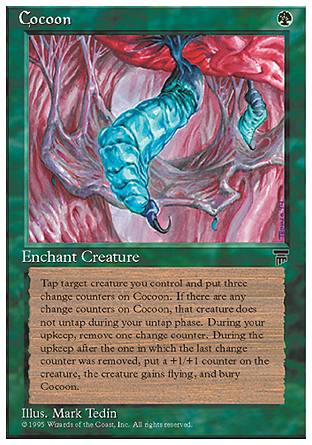 Cocoon
Enchant Creature
Tap target creature you control and put three
change counters on Cocoon. If there are any
change counters on Cocoon, that creature does
not untap during your untap phase. During your
upkeep, remove one change counter. During the
upkeep after the one in which the last change
counter was removed, put a +1/+1 counter on
the creature, the creature gains flying, and bury
Cocoon.
Illus. Mark Tedin
©1995 Wizards of the Coast, Inc. All rights reserved.